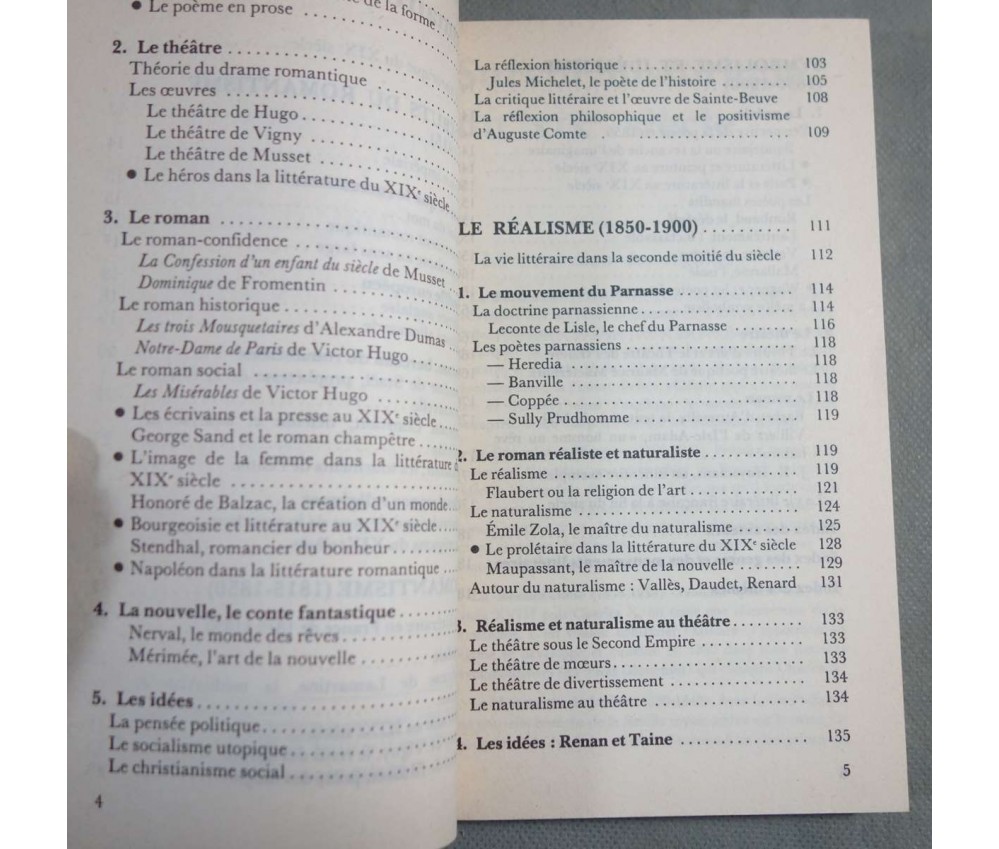 de la forme
• Le poème en prose
2. Le théâtre
Théorie du drame romantique
Les œuvres
Le théâtre de Hugo
Le théâtre de Vigny
Le théâtre de Musset
• Le héros dans la littérature du XIXe siècle
3. Le roman
Le roman-confidence
La Confession d'un enfant du siècle de Musset
Dominique de Fromentin
Le roman historique
Les trois Mousquetaires d'Alexandre Dumas
Notre-Dame de Paris de Victor Hugo
Le roman social
Les Misérables de Victor Hugo
• Les écrivains et la presse au XIXe siècle
George Sand et le roman champêtre
• L'image de la femme dans la littérature
XIXe siècle
Honoré de Balzac, la création d'un monde
• Bourgeoisie et littérature au XIXe siècle
Stendhal, romancier du bonheur
• Napoléon dans la littérature romantique
4. La nouvelle, le conte fantastique
Nerval, le monde des rêves
Mérimée, l'art de la nouvelle
5. Les idées
La pensée politique
Le socialisme utopique
Le christianisme social
4
La réflexion historique 103
Jules Michelet, le poète de l'histoire 105
La critique littéraire et l'œuvre de Sainte-Beuve 108
La réflexion philosophique et le positivisme
d'Auguste Comte 109
LE RÉALISME (1850-1900) 111
La vie littéraire dans la seconde moitié du siècle 112
1. Le mouvement du Parnasse 114
La doctrine parnassienne 114
Leconte de Lisle, le chef du Parnasse 116
Les poètes parnassiens 118
— Heredia 118
— Banville 118
— Coppée 118
— Sully Prudhomme 119
2. Le roman réaliste et naturaliste 119
Le réalisme 119
Flaubert ou la religion de l'art 121
Le naturalisme 124
Émile Zola, le maître du naturalisme 125
• Le prolétaire dans la littérature du XIXe siècle 128
Maupassant, le maître de la nouvelle 129
Autour du naturalisme : Vallès, Daudet, Renard 131
3. Réalisme et naturalisme au théâtre 133
Le théâtre sous le Second Empire 133
Le théâtre de mœurs 133
Le théâtre de divertissement 134
Le naturalisme au théâtre 134
4. Les idées : Renan et Taine 135
5